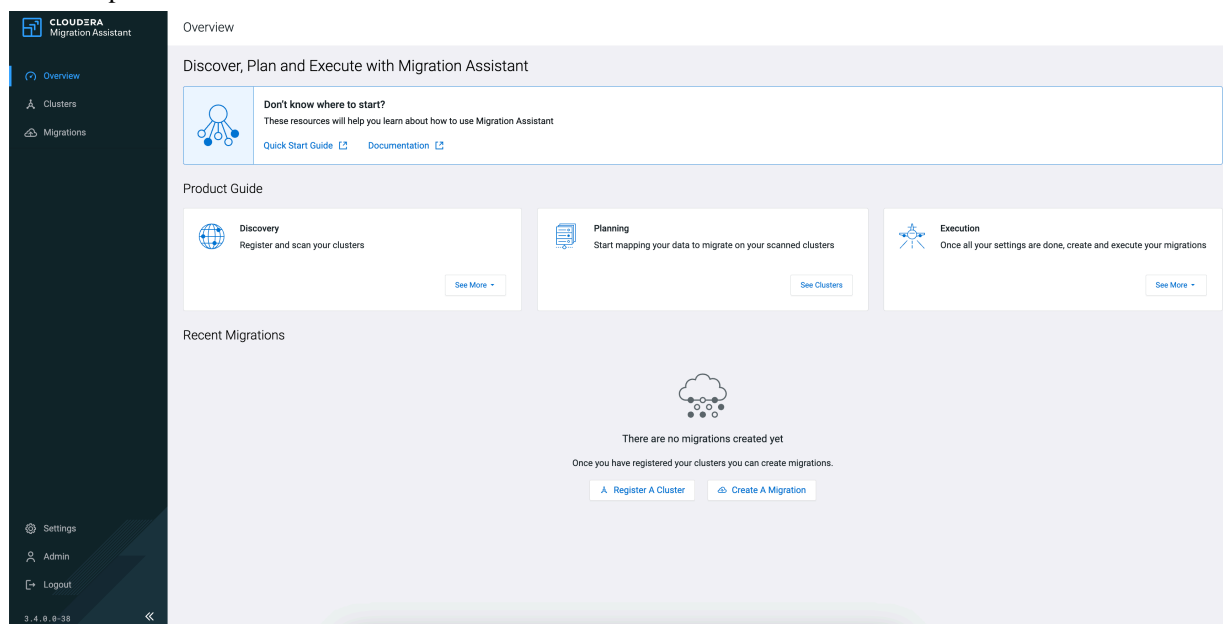 CLOUDERA
Migration Assistant
Overview
Overview
Clusters
Migrations
Discover, Plan and Execute with Migration Assistant
Don't know where to start?
These resources will help you learn about how to use Migration Assistant
Quick Start Guide
Documentation
Product Guide
Discovery
Register and scan your clusters
See More
Planning
Start mapping your data to migrate on your scanned clusters
See Clusters
Execution
Once all your settings are done, create and execute your migrations
See More
Recent Migrations
There are no migrations created yet
Once you have registered your clusters you can create migrations.
Register A Cluster
Create A Migration
Settings
Admin
Logout
3.4.0.0-38